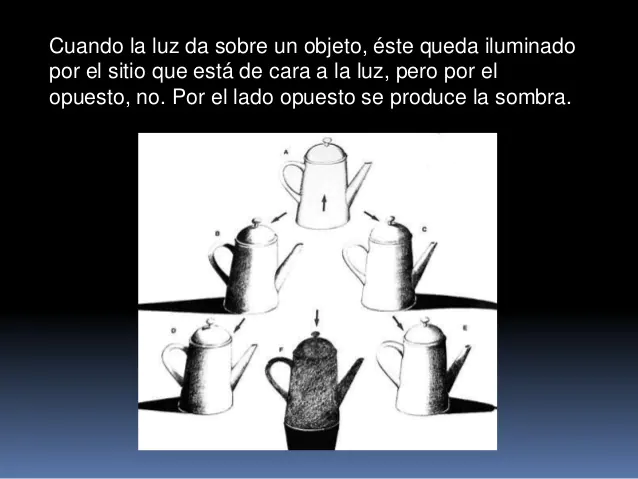 Cuando la luz da sobre un objeto, éste queda iluminado
por el sitio que está de cara a la luz, pero por el
opuesto, no. Por el lado opuesto se produce la sombra.
A
B
C
D
F
E